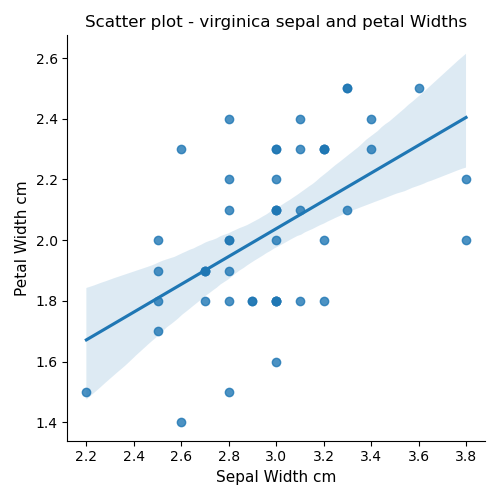 Scatter plot - virginica sepal and petal Widths
2.6
2.4
2.2
2.0
1.8
1.6
1.4
Petal Width cm
2.2 2.4 2.6 2.8 3.0 3.2 3.4 3.6 3.8
Sepal Width cm